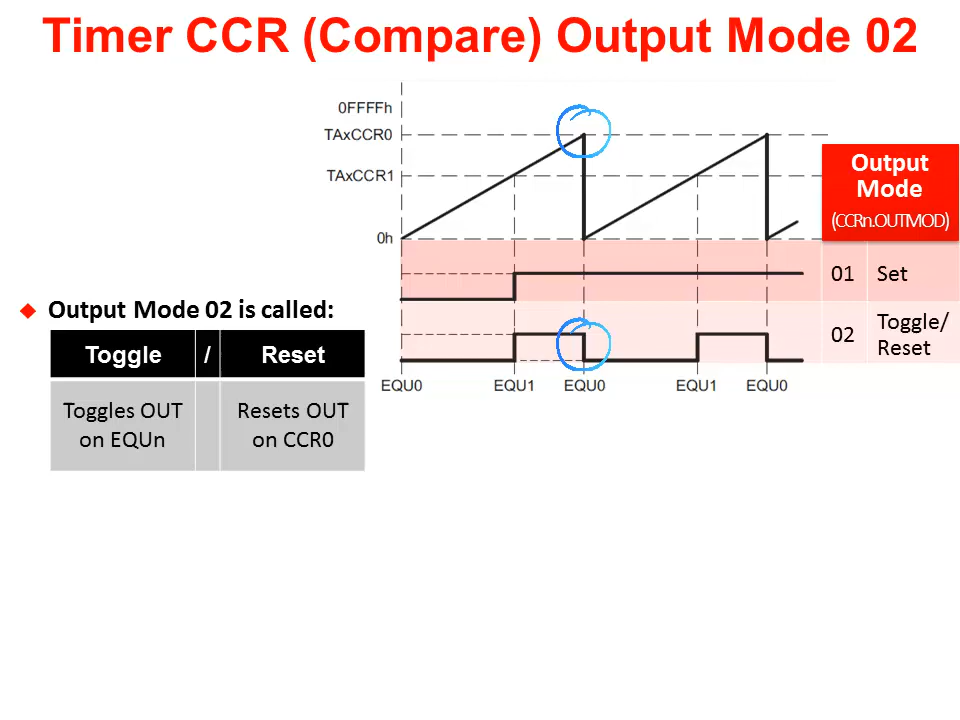 Timer CCR (Compare) Output Mode 02
0FFFFh
TAxCCR0
TAxCCR1
0h
Output
Mode
(CCRn.OUTMOD)
01 Set
02 Toggle/
Reset
EQU0 EQU1 EQU0 EQU1 EQU0
Output Mode 02 is called:
Toggle / Reset
Toggles OUT
on EQUn
Resets OUT
on CCR0